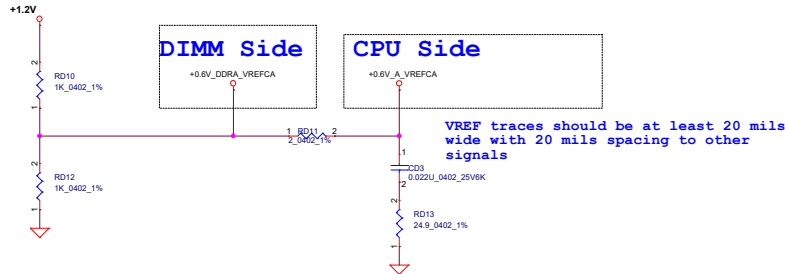 +1.2V
DIMM Side
CPU Side
+0.6V_DDRA_VREFCA
+0.6V_A_VREFCA
2
RD10
1K_0402_1%
1
1 RD11 2
2_0402_1%
VREF traces should be at least 20 mils
wide with 20 mils spacing to other
signals
2
RD12
1K_0402_1%
1
1
CD3
0.022U_0402_25V6K
2
2
RD13
24.9_0402_1%
1